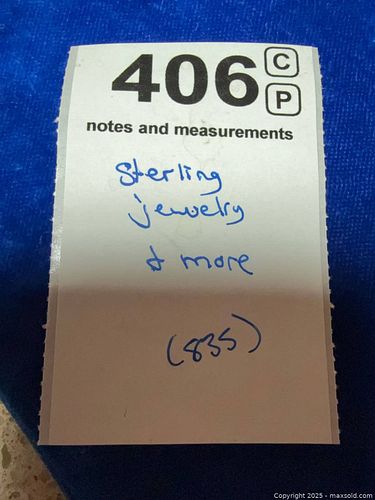 406 C
P
notes and measurements
Sterling
jewelry
& more
(835)
Copyright 2025 - maxsold.com